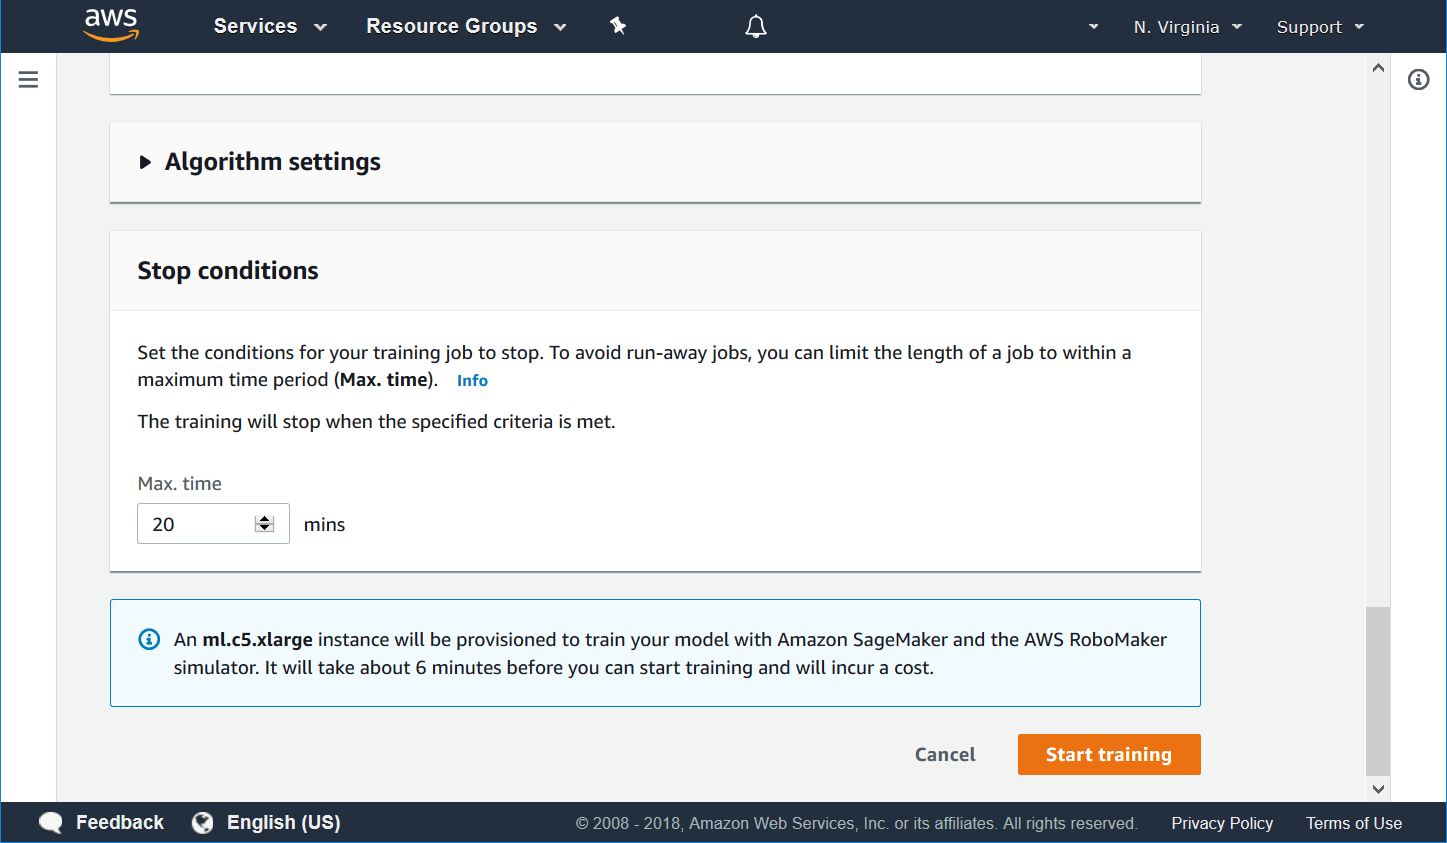 aws Services Resource Groups N. Virginia Support
Algorithm settings
Stop conditions
Set the conditions for your training job to stop. To avoid run-away jobs, you can limit the length of a job to within a
maximum time period (Max. time). Info
The training will stop when the specified criteria is met.
Max. time
20 mins
An ml.c5.xlarge instance will be provisioned to train your model with Amazon SageMaker and the AWS RoboMaker
simulator. It will take about 6 minutes before you can start training and will incur a cost.
Cancel Start training
Feedback English (US) © 2008 - 2018, Amazon Web Services, Inc. or its affiliates. All rights reserved. Privacy Policy Terms of Use